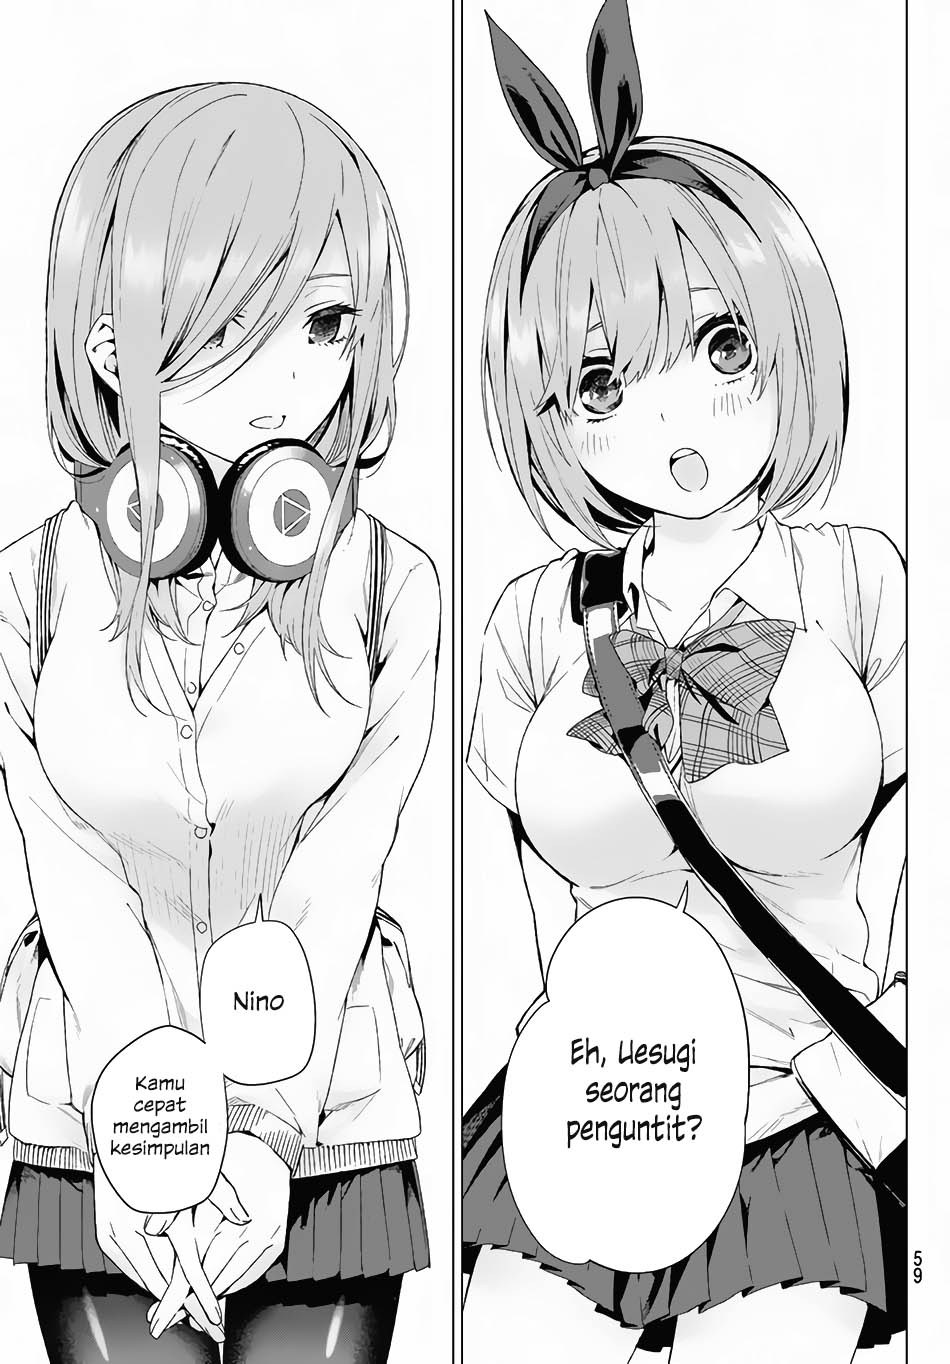 Eh, Uesugi
seorang
penguntit?
Nino
Kamu
cepat
mengambil
kesimpulan
59